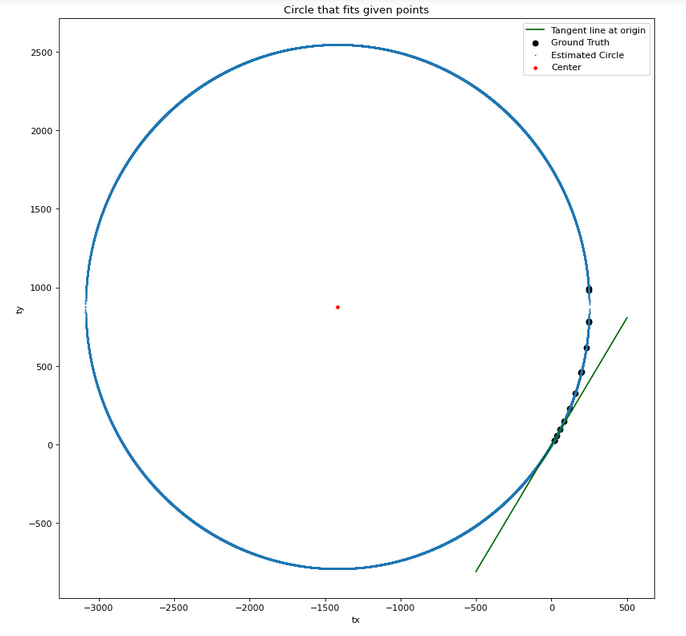 Circle that fits given points
Tangent line at origin
Ground Truth
Estimated Circle
Center
2500
2000
1500
1000
500
0
−500
ty
−3000 −2500 −2000 −1500 −1000 −500 0 500
tx